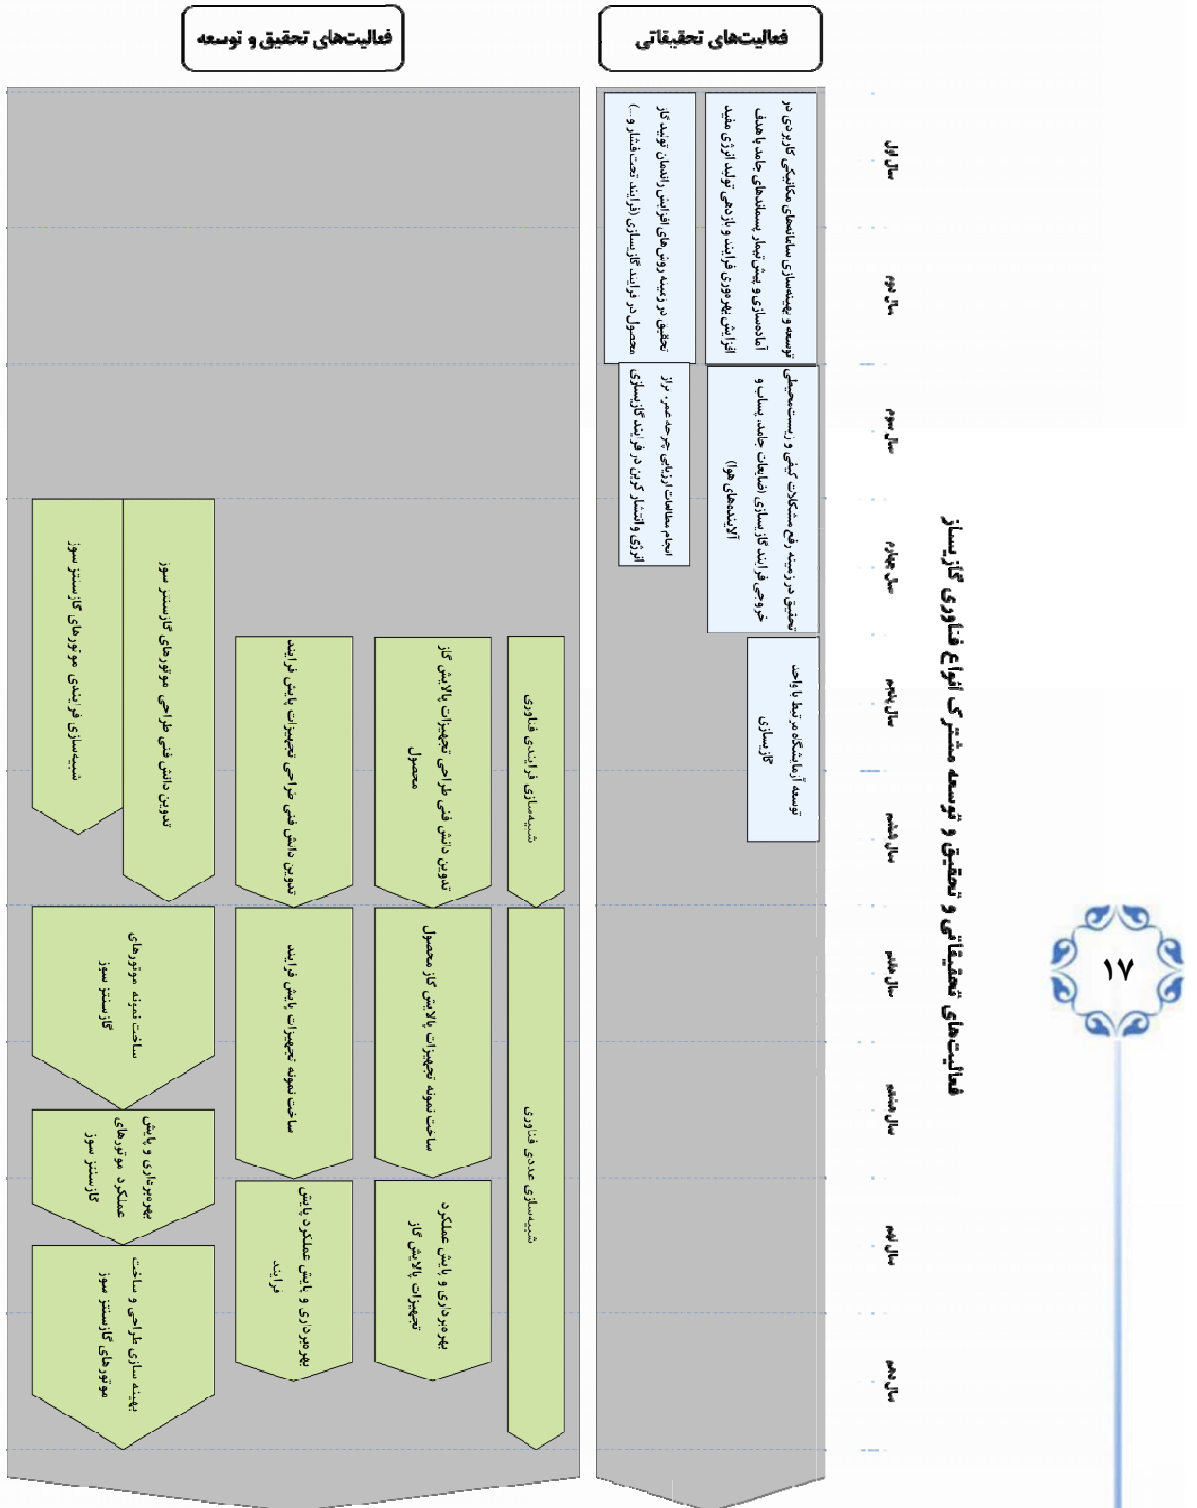 فعالیت‌های تحقیقاتی و تحقیق و توسعه مشترک انواع فناوری گازیساز
سال اول
سال دوم
سال سوم
سال چهارم
سال پنجم
سال ششم
سال هفتم
سال هشتم
سال نهم
سال دهم
فعالیت‌های تحقیقاتی
توسعه و بهینه‌سازی سامانه‌های مکانیکی کاربردی در
آماده‌سازی و پیش‌تیمار پسماندهای جامد با هدف
افزایش بهره‌وری فرایند و بازدهی تولید انرژی مفید
تحقیق در زمینه رفع مشکلات کیفی و زیست‌محیطی
خروجی فرایند گازیسازی (ضایعات جامد، پساب و
آلاینده‌های هوا)
توسعه آزمایشگاه مرتبط با واحد
گازیسازی
تحقیق در زمینه روش‌های افزایش راندمان تولید گاز
محصول در فرایند گازیسازی (فرایند تحت فشار و ...)
انجام مطالعات ارزیابی چرخه عمر، تراز
انرژی و انتشار کربن در فرایند گازیسازی
فعالیت‌های تحقیق و توسعه
شبیه‌سازی فرایندی فناوری
شبیه‌سازی عددی فناوری
تدوین دانش فنی طراحی تجهیزات پالایش گاز
محصول
ساخت نمونه تجهیزات پالایش گاز محصول
بهره‌برداری و پایش عملکرد
تجهیزات پالایش گاز
تدوین دانش فنی طراحی تجهیزات پایش فرایند
ساخت نمونه تجهیزات پایش فرایند
بهره‌برداری و پایش عملکرد پایش
فرایند
تدوین دانش فنی طراحی موتورهای گازسنتز سوز
شبیه‌سازی فرایندی موتورهای گازسنتز سوز
ساخت نمونه موتورهای
گازسنتز سوز
بهره‌برداری و پایش
عملکرد موتورهای
گازسنتز سوز
بهینه سازی طراحی و ساخت
موتورهای گازسنتز سوز
۱۷